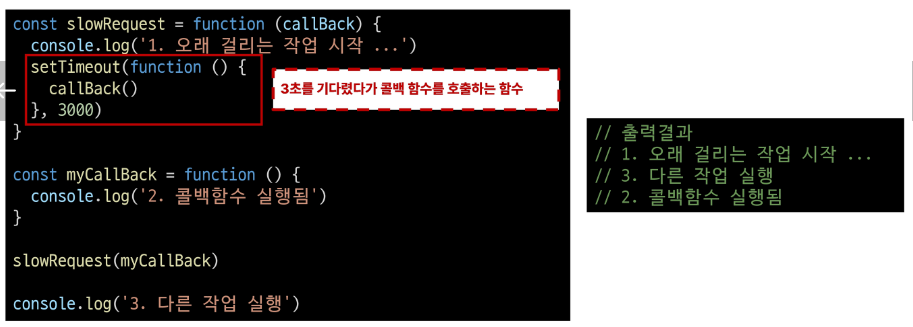 const slowRequest = function (callBack) {
  console.log('1. 오래 걸리는 작업 시작 ...')
  setTimeout(function () {
    callBack()
  }, 3000)
}
3초를 기다렸다가 콜백 함수를 호출하는 함수
const myCallBack = function () {
  console.log('2. 콜백함수 실행됨')
}
slowRequest(myCallBack)
console.log('3. 다른 작업 실행')
// 출력결과
// 1. 오래 걸리는 작업 시작 ...
// 3. 다른 작업 실행
// 2. 콜백함수 실행됨